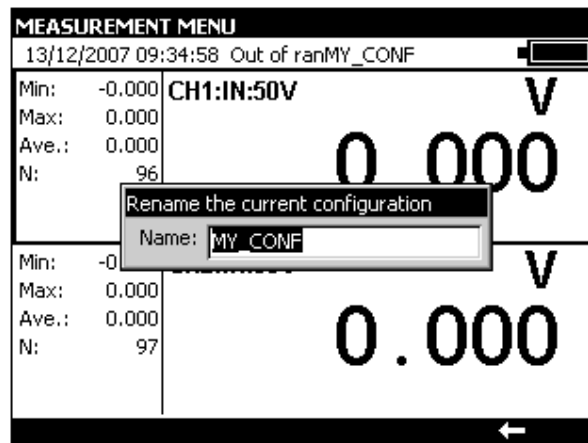 MEASUREMENT MENU
13/12/2007 09:34:58 Out of ranMY_CONF
Min: -0.000 CH1:IN:50V V
Max: 0.000
Ave.: 0.000 0.000
N: 96
Rename the current configuration
Name: MY_CONF
Min: -0 V
Max: 0.000
Ave.: 0.000 0.000
N: 97